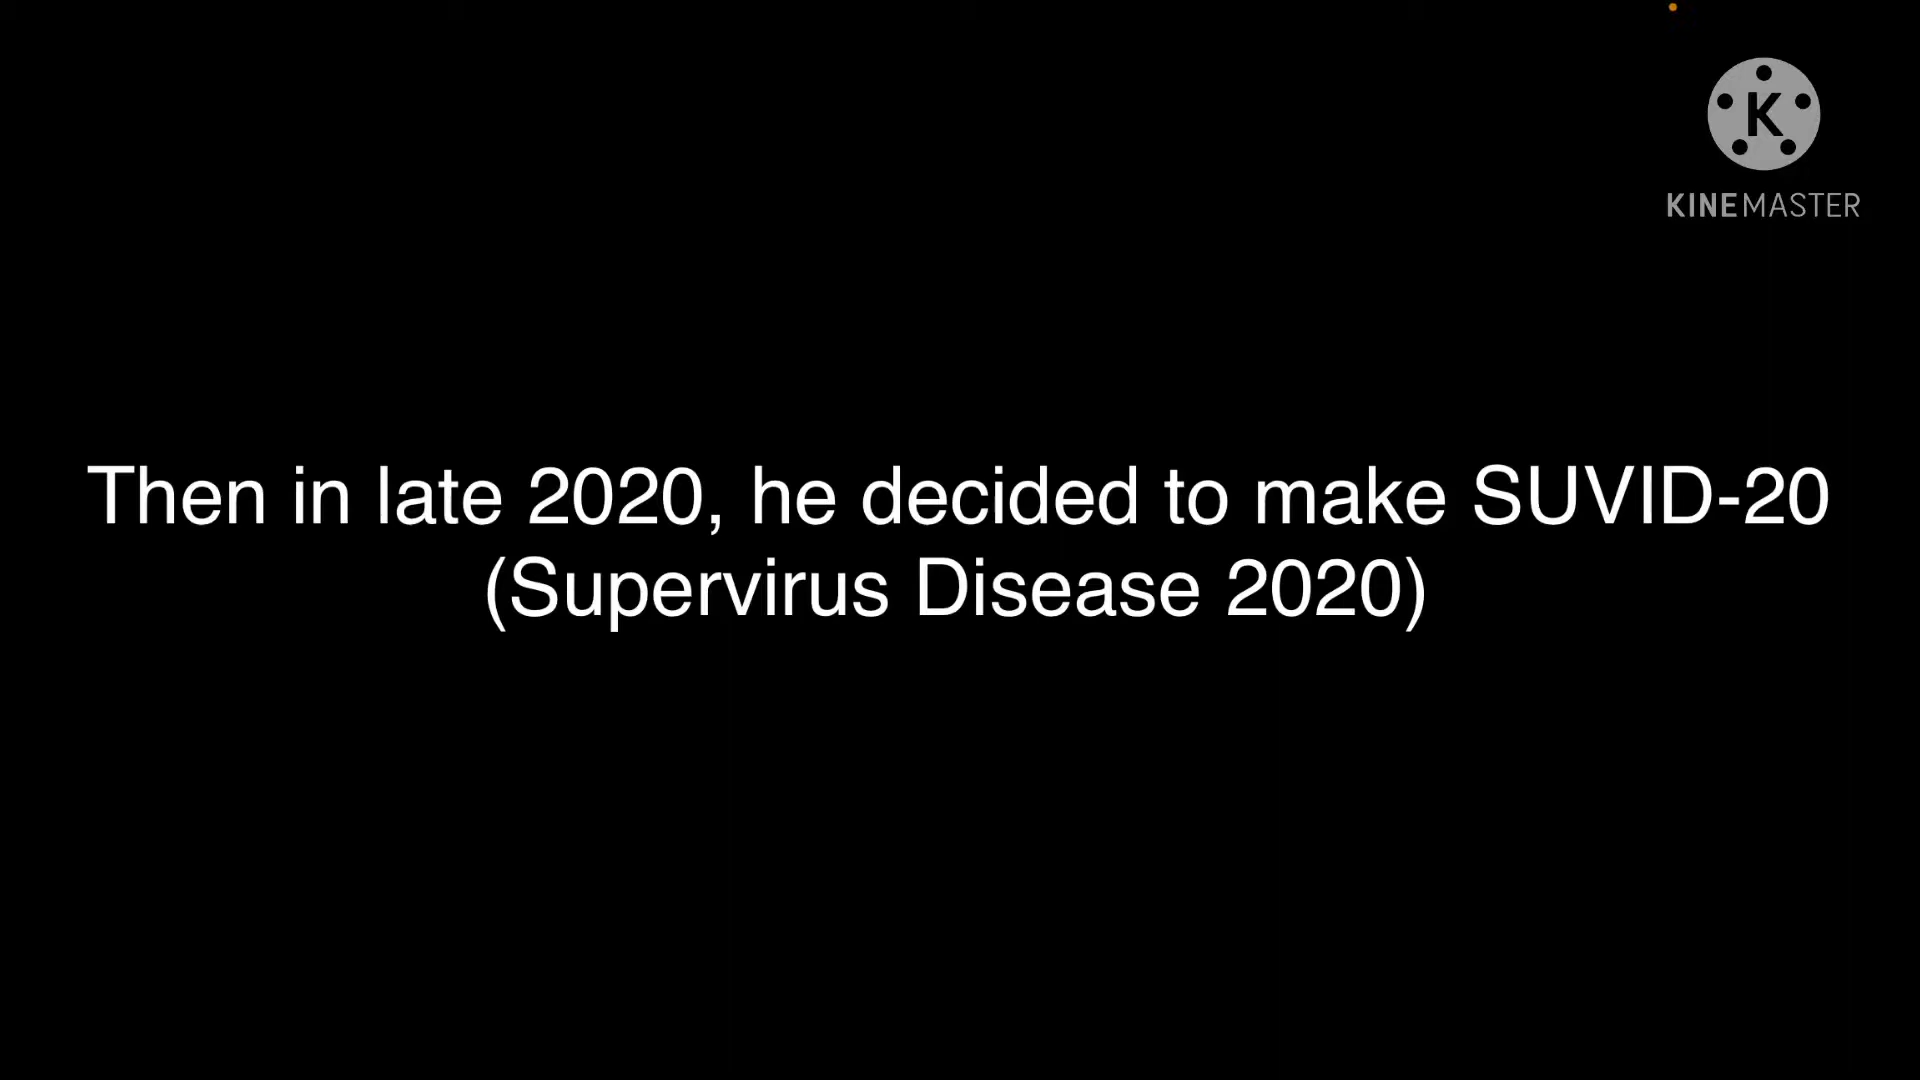 K
KINEMASTER
Then in late 2020, he decided to make SUVID-20
(Supervirus Disease 2020)